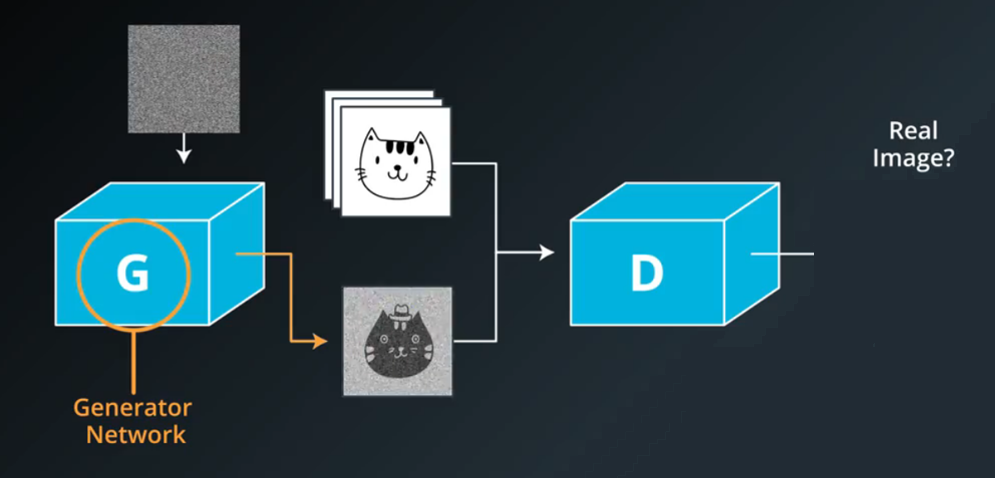 G
Generator
Network
D
Real
Image?